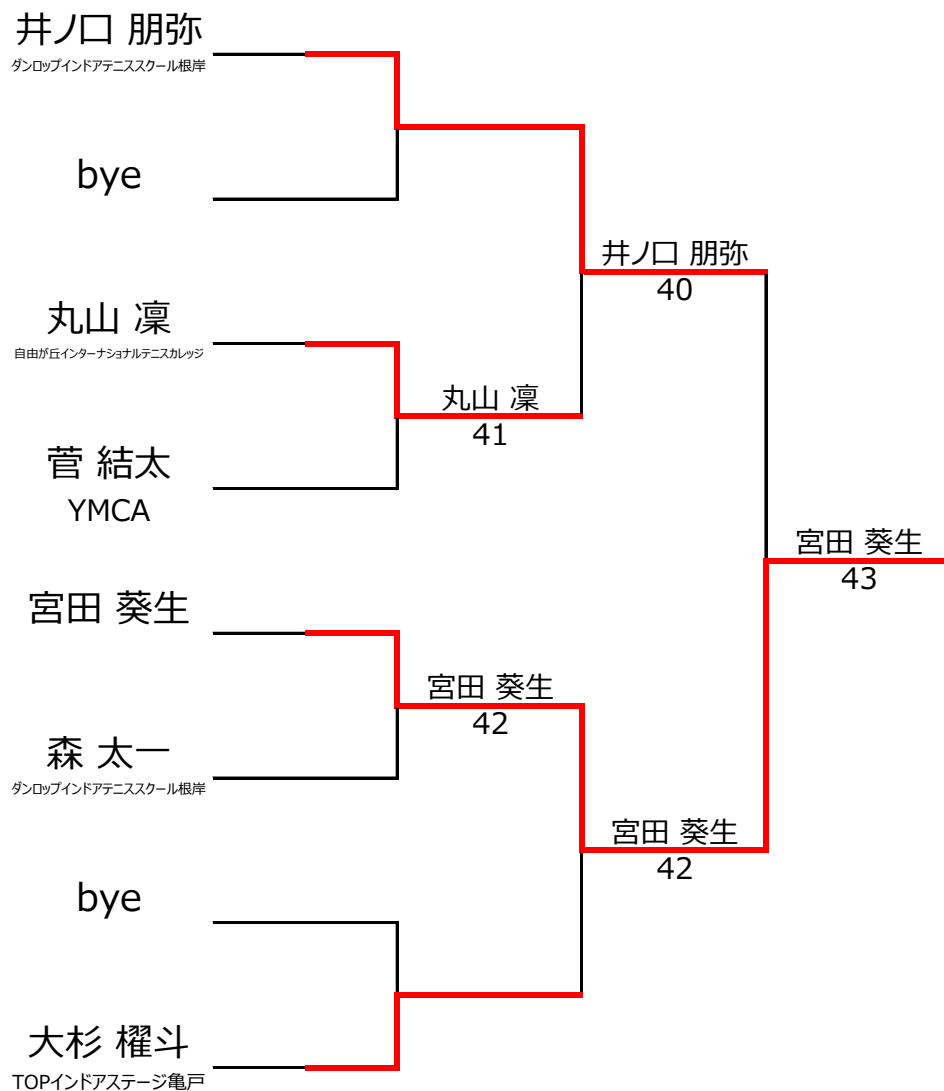 井ノ口 朋弥
ダンロップインドアテニススクール根岸
bye
丸山 凜
自由が丘インターナショナルテニスカレッジ
菅 結太
YMCA
宮田 葵生
森 太一
ダンロップインドアテニススクール根岸
bye
大杉 櫂斗
TOPインドアステージ亀戸
丸山 凜
41
宮田 葵生
42
井ノ口 朋弥
40
宮田 葵生
42
宮田 葵生
43